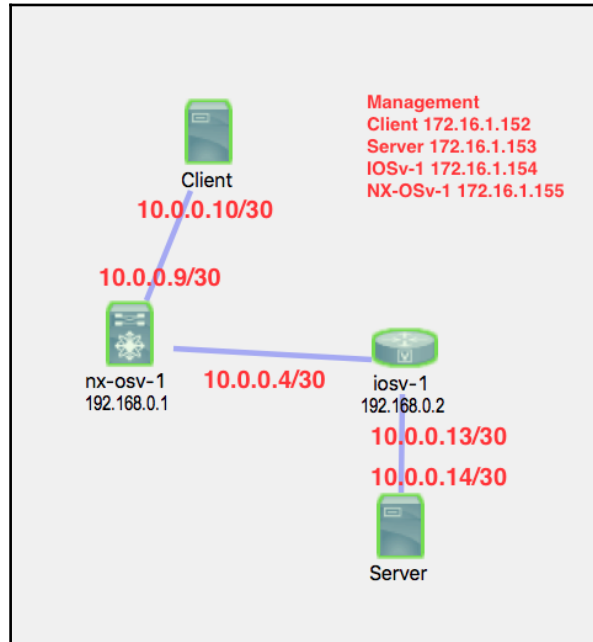 Management
Client 172.16.1.152
Server 172.16.1.153
IOSv-1 172.16.1.154
NX-OSv-1 172.16.1.155
Client
10.0.0.10/30
10.0.0.9/30
nx-osv-1
192.168.0.1
10.0.0.4/30
iosv-1
192.168.0.2
10.0.0.13/30
10.0.0.14/30
Server